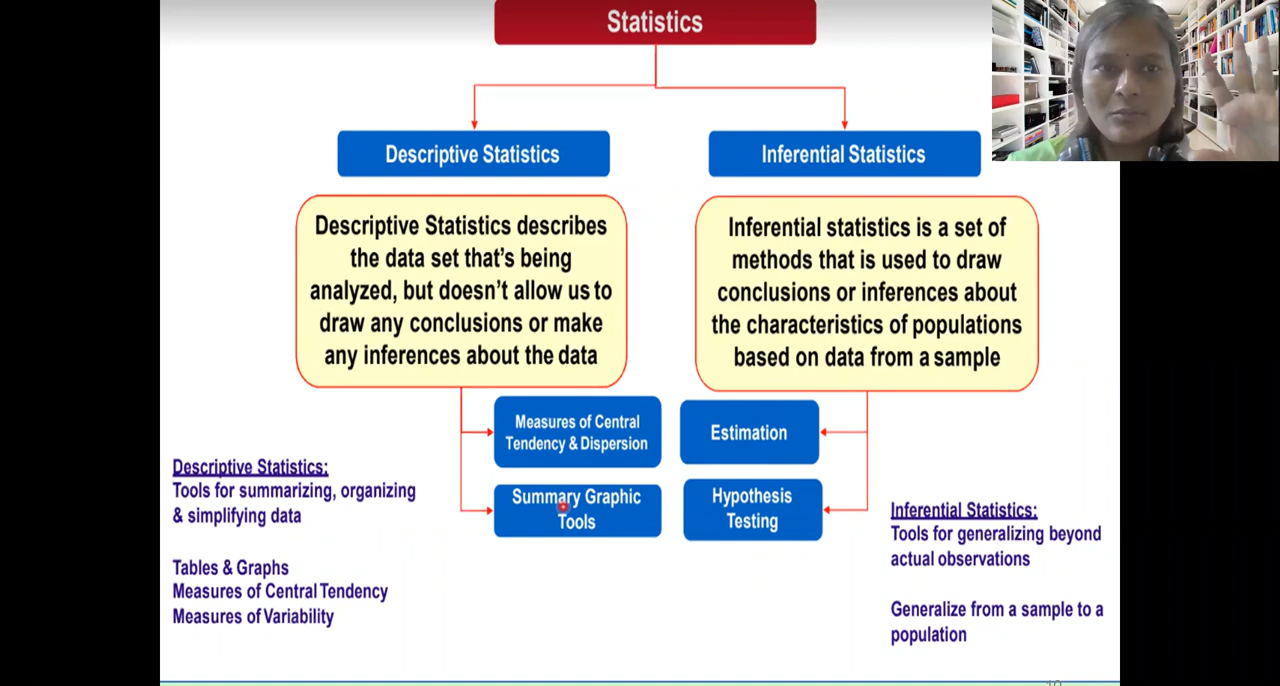 Statistics
Descriptive Statistics
Inferential Statistics
Descriptive Statistics describes
the data set that's being
analyzed, but doesn't allow us to
draw any conclusions or make
any inferences about the data
Inferential statistics is a set of
methods that is used to draw
conclusions or inferences about
the characteristics of populations
based on data from a sample
Measures of Central
Tendency & Dispersion
Summary Graphic
Tools
Estimation
Hypothesis
Testing
Descriptive Statistics:
Tools for summarizing, organizing
& simplifying data
Tables & Graphs
Measures of Central Tendency
Measures of Variability
Inferential Statistics:
Tools for generalizing beyond
actual observations
Generalize from a sample to a
population